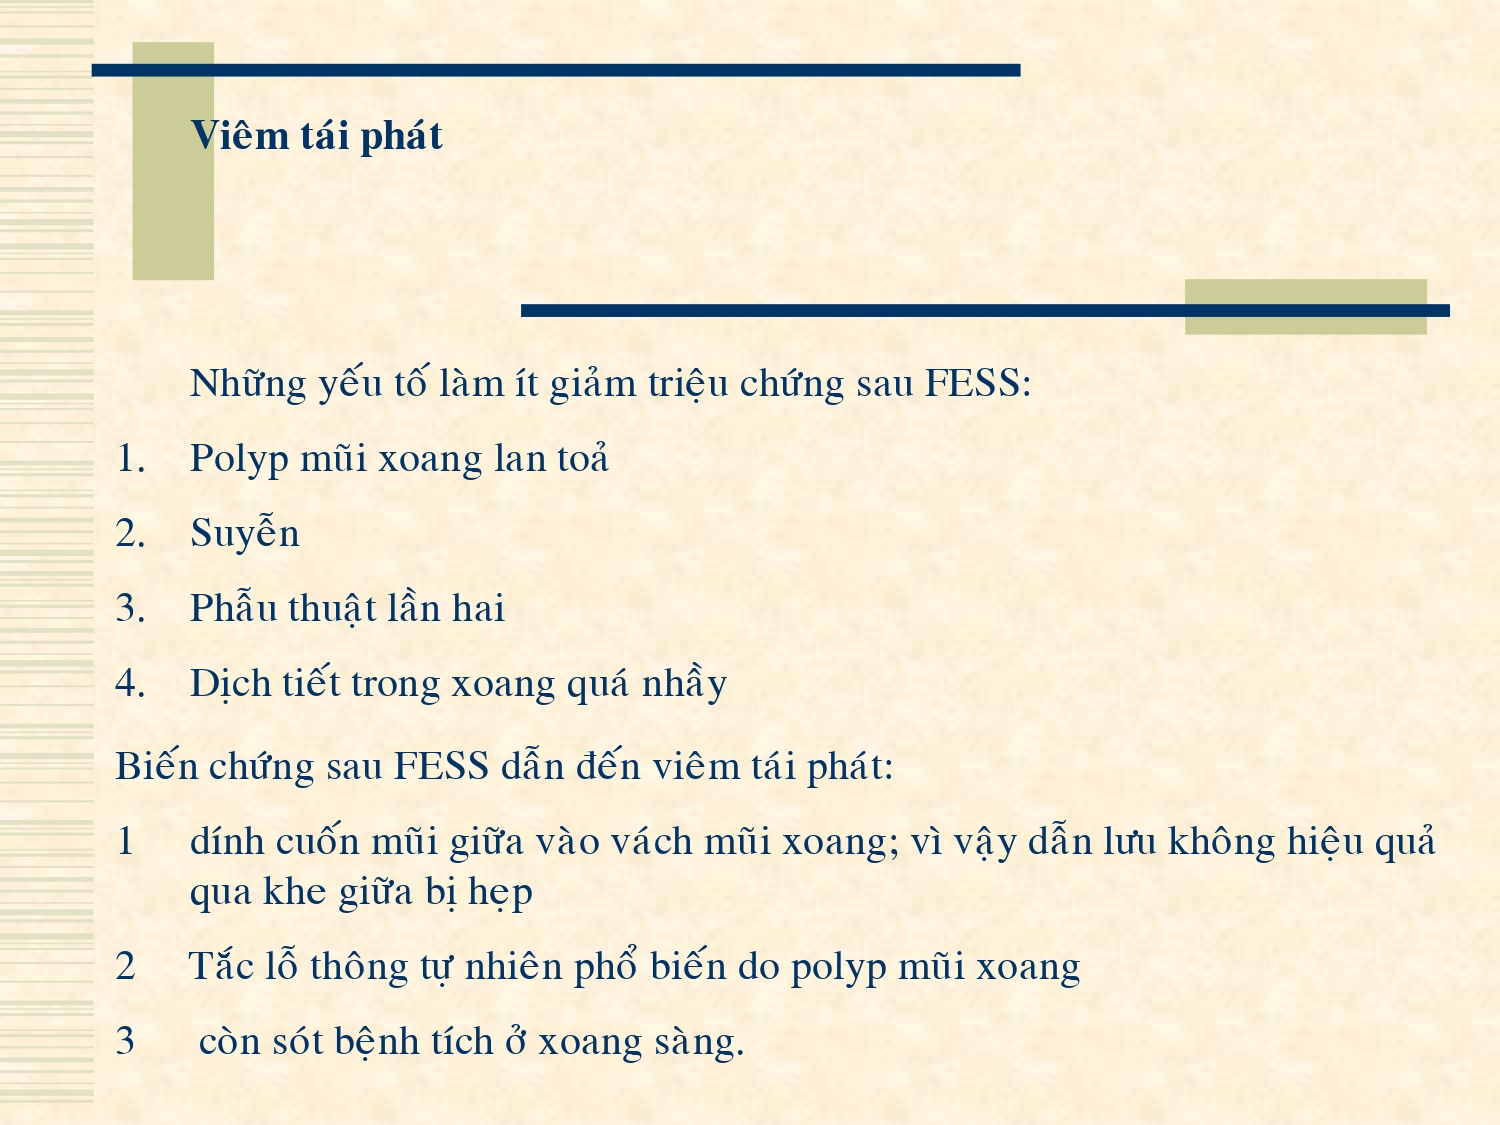 Viêm tái phát
Những yếu tố làm ít giảm triệu chứng sau FESS:
1. Polyp mũi xoang lan toả
2. Suyễn
3. Phẫu thuật lần hai
4. Dịch tiết trong xoang quá nhầy
Biến chứng sau FESS dẫn đến viêm tái phát:
1 dính cuốn mũi giữa vào vách mũi xoang; vì vậy dẫn lưu không hiệu quả
qua khe giữa bị hẹp
2 Tắc lỗ thông tự nhiên phổ biến do polyp mũi xoang
3 còn sót bệnh tích ở xoang sàng.